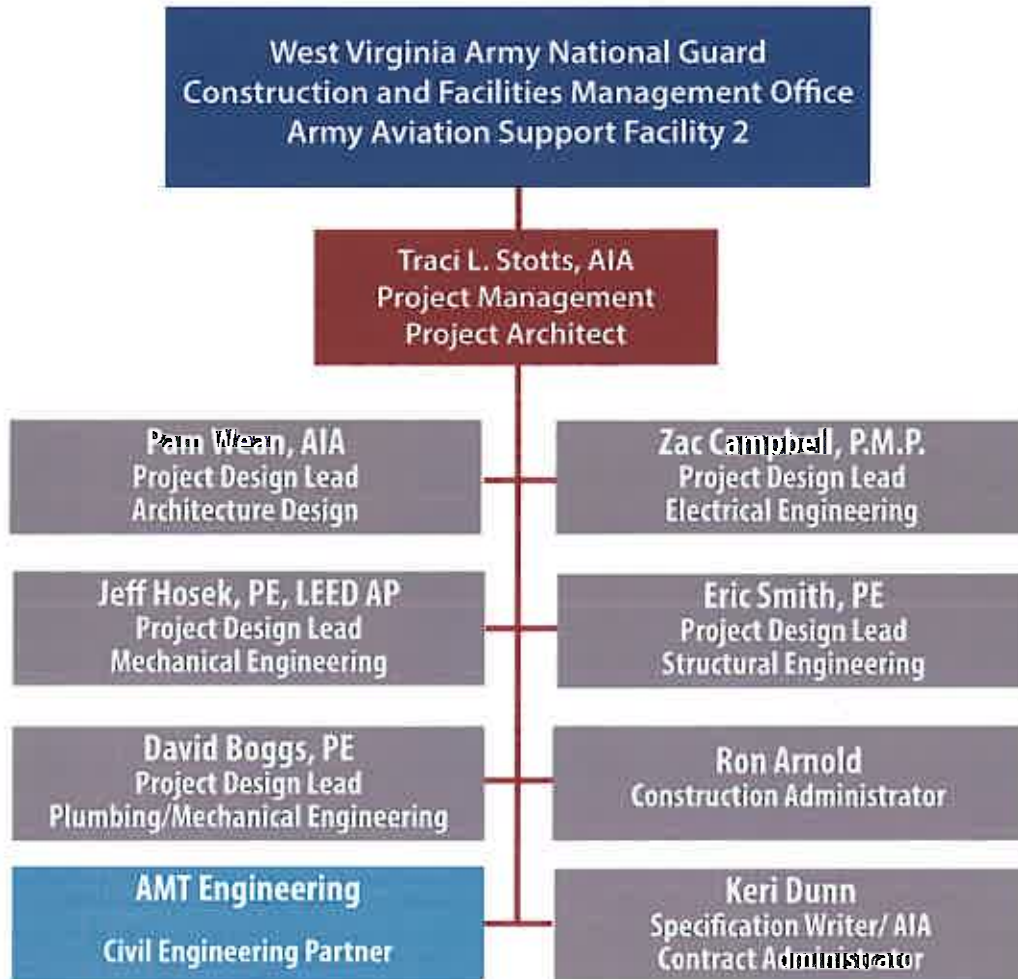 West Virginia Army National Guard
Construction and Facilities Management Office
Army Aviation Support Facility 2
Traci L. Stotts, AIA
Project Management
Project Architect
Pam Wean, AIA
Project Design Lead
Architecture Design
Zac Campbell, P.M.P.
Project Design Lead
Electrical Engineering
Jeff Hosek, PE, LEED AP
Project Design Lead
Mechanical Engineering
Eric Smith, PE
Project Design Lead
Structural Engineering
David Boggs, PE
Project Design Lead
Plumbing/Mechanical Engineering
Ron Arnold
Construction Administrator
AMT Engineering
Civil Engineering Partner
Keri Dunn
Specification Writer/ AIA
Contract Administrator